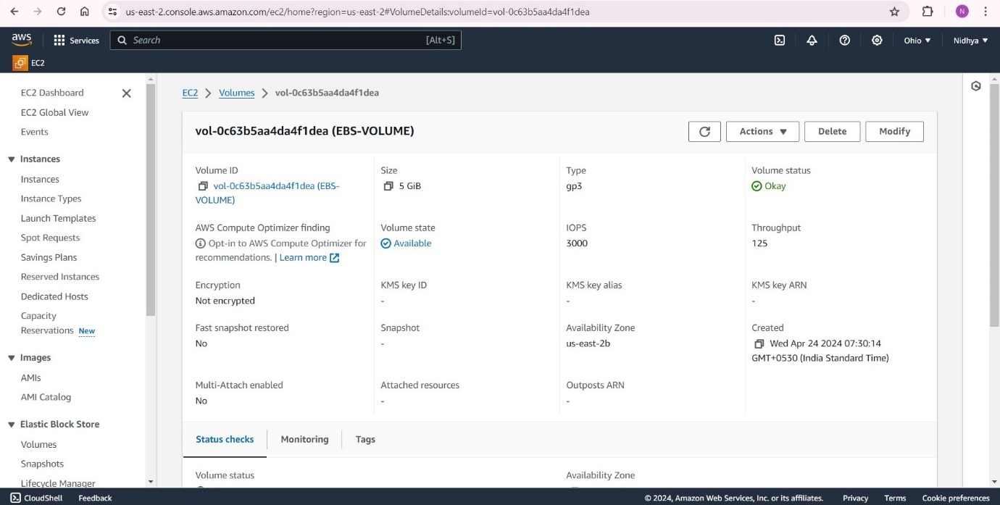 us-east-2.console.aws.amazon.com/ec2/home?region=us-east-2#VolumeDetails:volumeId=vol-0c63b5aa4da4f1dea
N
aws
Services
Search
[Alt+S]
Ohio
Nidhya
EC2
EC2 Dashboard
EC2 Global View
Events
Instances
Instances
Instance Types
Launch Templates
Spot Requests
Savings Plans
Reserved Instances
Dedicated Hosts
Capacity
Reservations New
Images
AMIs
AMI Catalog
Elastic Block Store
Volumes
Snapshots
Lifecycle Manager
EC2 > Volumes > vol-0c63b5aa4da4f1dea
vol-0c63b5aa4da4f1dea (EBS-VOLUME)
Actions
Delete
Modify
Volume ID
vol-0c63b5aa4da4f1dea (EBS-
VOLUME)
Size
5 GiB
Type
gp3
Volume status
Okay
AWS Compute Optimizer finding
Opt-in to AWS Compute Optimizer for
recommendations. | Learn more
Volume state
Available
IOPS
3000
Throughput
125
Encryption
Not encrypted
KMS key ID
-
KMS key alias
-
KMS key ARN
-
Fast snapshot restored
No
Snapshot
-
Availability Zone
us-east-2b
Created
Wed Apr 24 2024 07:30:14
GMT+0530 (India Standard Time)
Multi-Attach enabled
No
Attached resources
-
Outposts ARN
-
Status checks
Monitoring
Tags
Volume status
Availability Zone
CloudShell
Feedback
© 2024, Amazon Web Services, Inc. or its affiliates.
Privacy
Terms
Cookie preferences